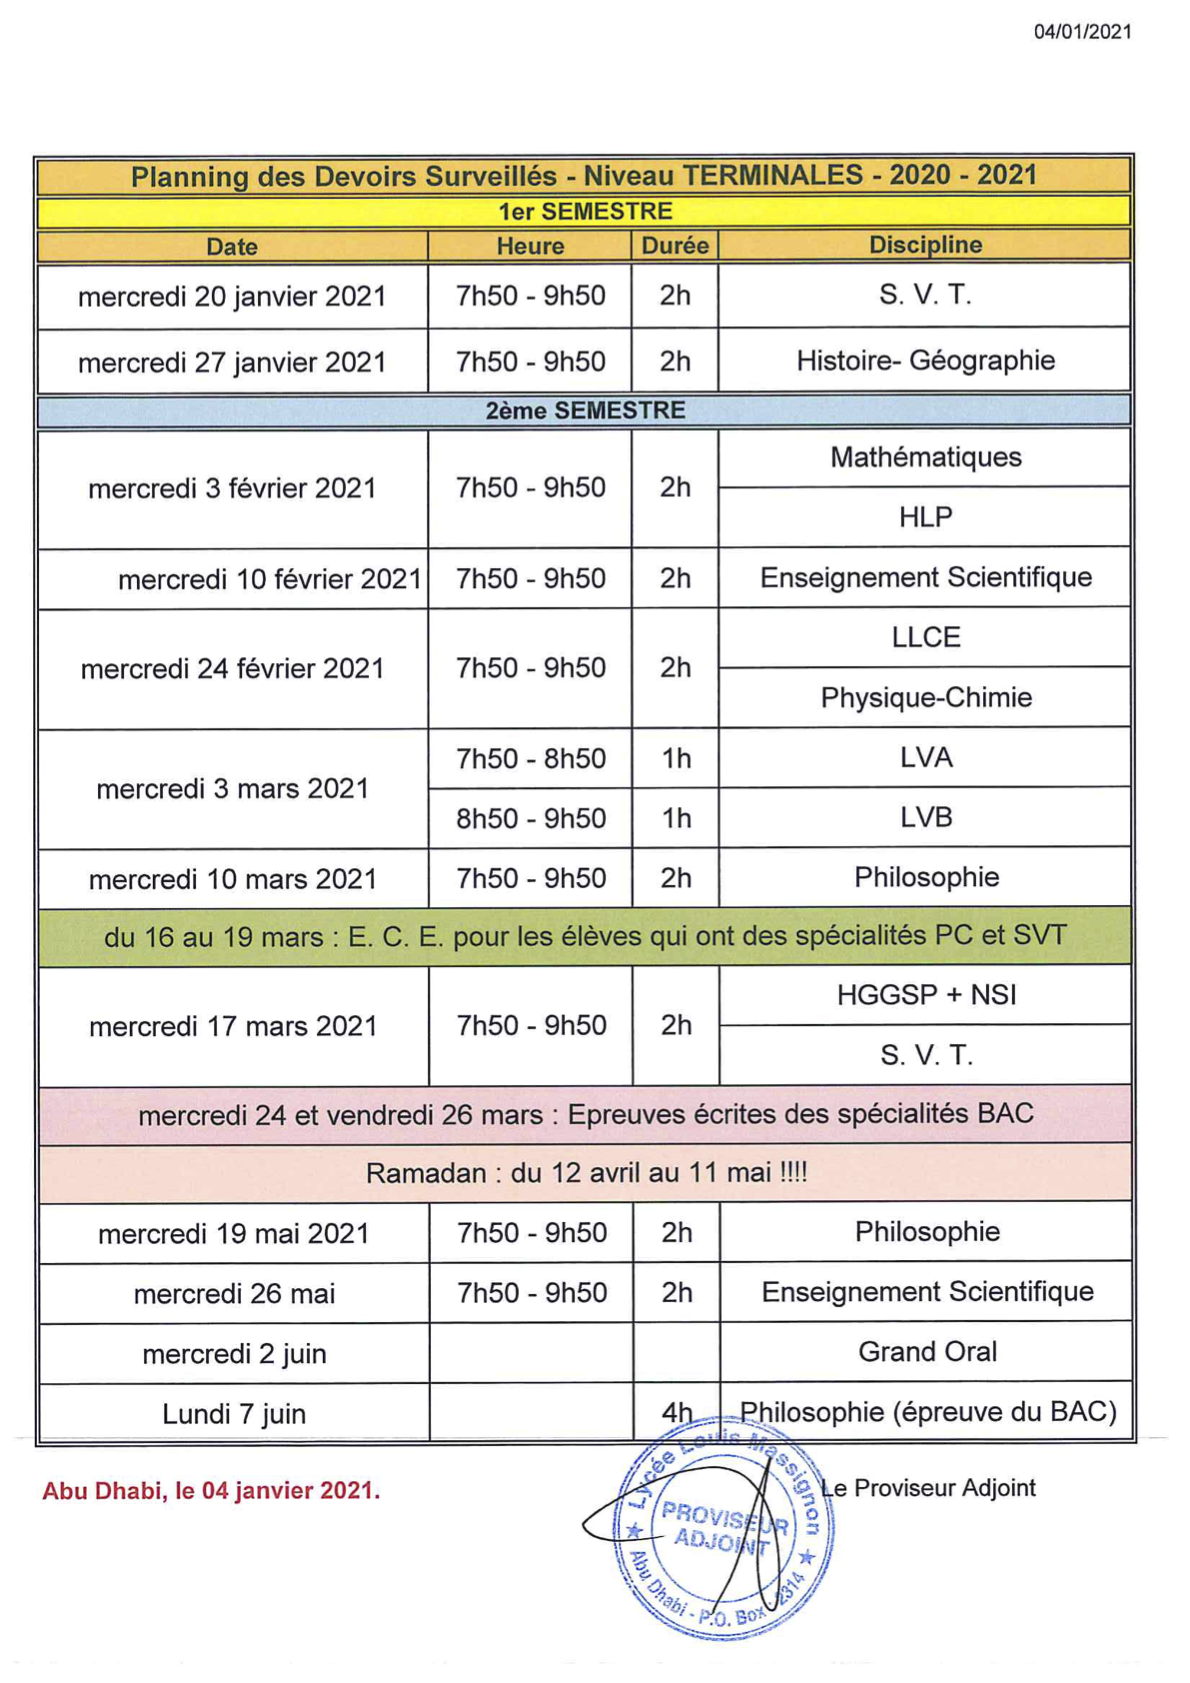 04/01/2021
Planning des Devoirs Surveillés - Niveau TERMINALES - 2020 - 2021
1er SEMESTRE
Date Heure Durée Discipline
mercredi 20 janvier 2021 7h50 - 9h50 2h S. V. T.
mercredi 27 janvier 2021 7h50 - 9h50 2h Histoire- Géographie
2ème SEMESTRE
mercredi 3 février 2021 7h50 - 9h50 2h Mathématiques
HLP
mercredi 10 février 2021 7h50 - 9h50 2h Enseignement Scientifique
mercredi 24 février 2021 7h50 - 9h50 2h LLCE
Physique-Chimie
mercredi 3 mars 2021 7h50 - 8h50 1h LVA
8h50 - 9h50 1h LVB
mercredi 10 mars 2021 7h50 - 9h50 2h Philosophie
du 16 au 19 mars : E. C. E. pour les élèves qui ont des spécialités PC et SVT
mercredi 17 mars 2021 7h50 - 9h50 2h HGGSP + NSI
S. V. T.
mercredi 24 et vendredi 26 mars : Epreuves écrites des spécialités BAC
Ramadan : du 12 avril au 11 mai !!!!
mercredi 19 mai 2021 7h50 - 9h50 2h Philosophie
mercredi 26 mai 7h50 - 9h50 2h Enseignement Scientifique
mercredi 2 juin Grand Oral
Lundi 7 juin 4h Philosophie (épreuve du BAC)
Abu Dhabi, le 04 janvier 2021.
Le Proviseur Adjoint
Lycée Louis Massignon
PROVISEUR
ADJOINT
Abu Dhabi - P.O. Box : 2314